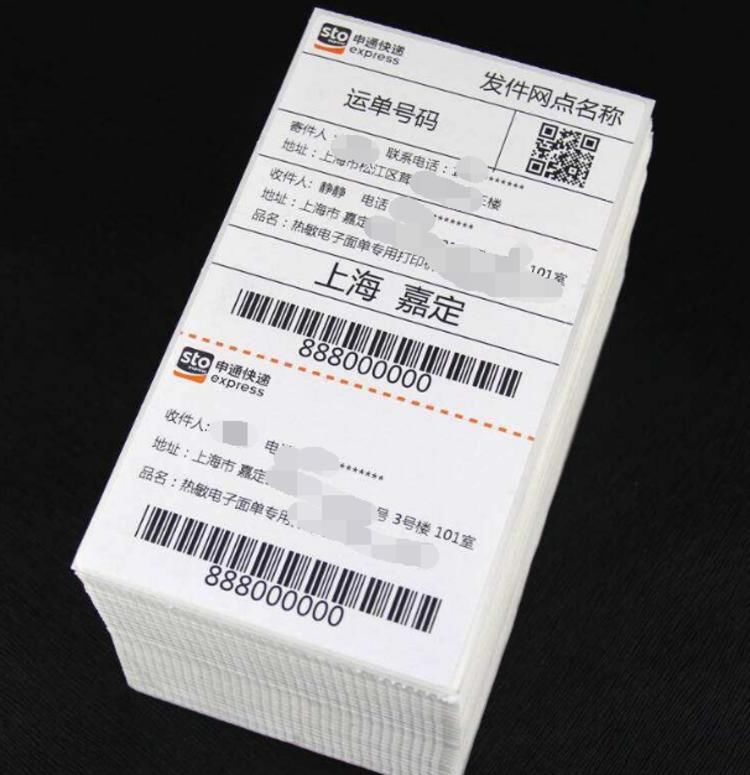 sto 申通快递
express
发件网点名称
运单号码
寄件人: 联系电话:
地址:上海市松江区 楼
收件人: 静静 电话 *******
地址:上海市 嘉定 101室
品名:热敏电子面单专用打印
上海 嘉定
888000000
sto 申通快递
express
收件人: 电 *******
地址:上海市 嘉定 号 3号楼 101室
品名:热敏电子面单专用
888000000